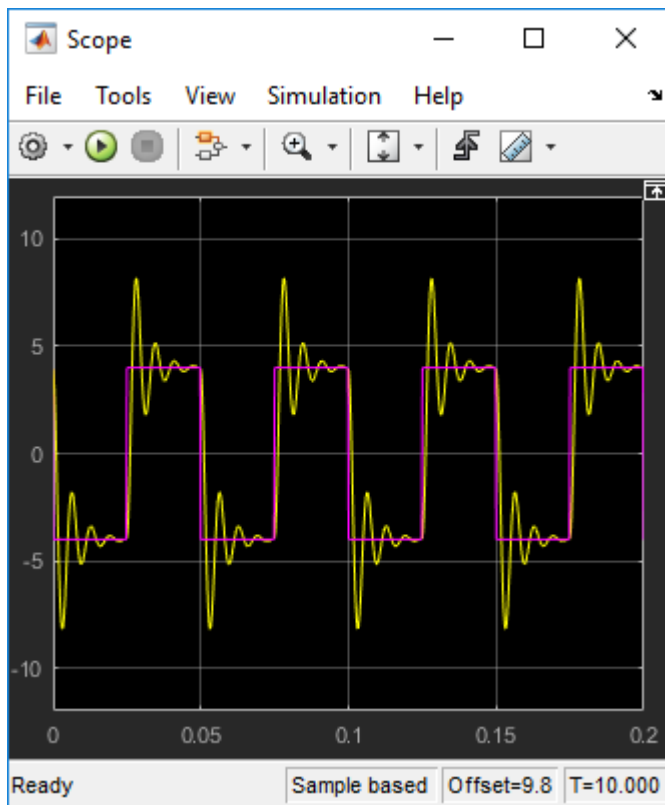 Scope
File Tools View Simulation Help
10
5
0
-5
-10
0 0.05 0.1 0.15 0.2
Ready Sample based Offset=9.8 T=10.000